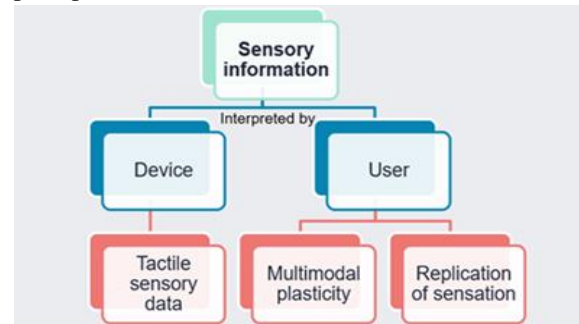 Sensory
information
Interpreted by
Device
User
Tactile
sensory
data
Multimodal
plasticity
Replication
of sensation